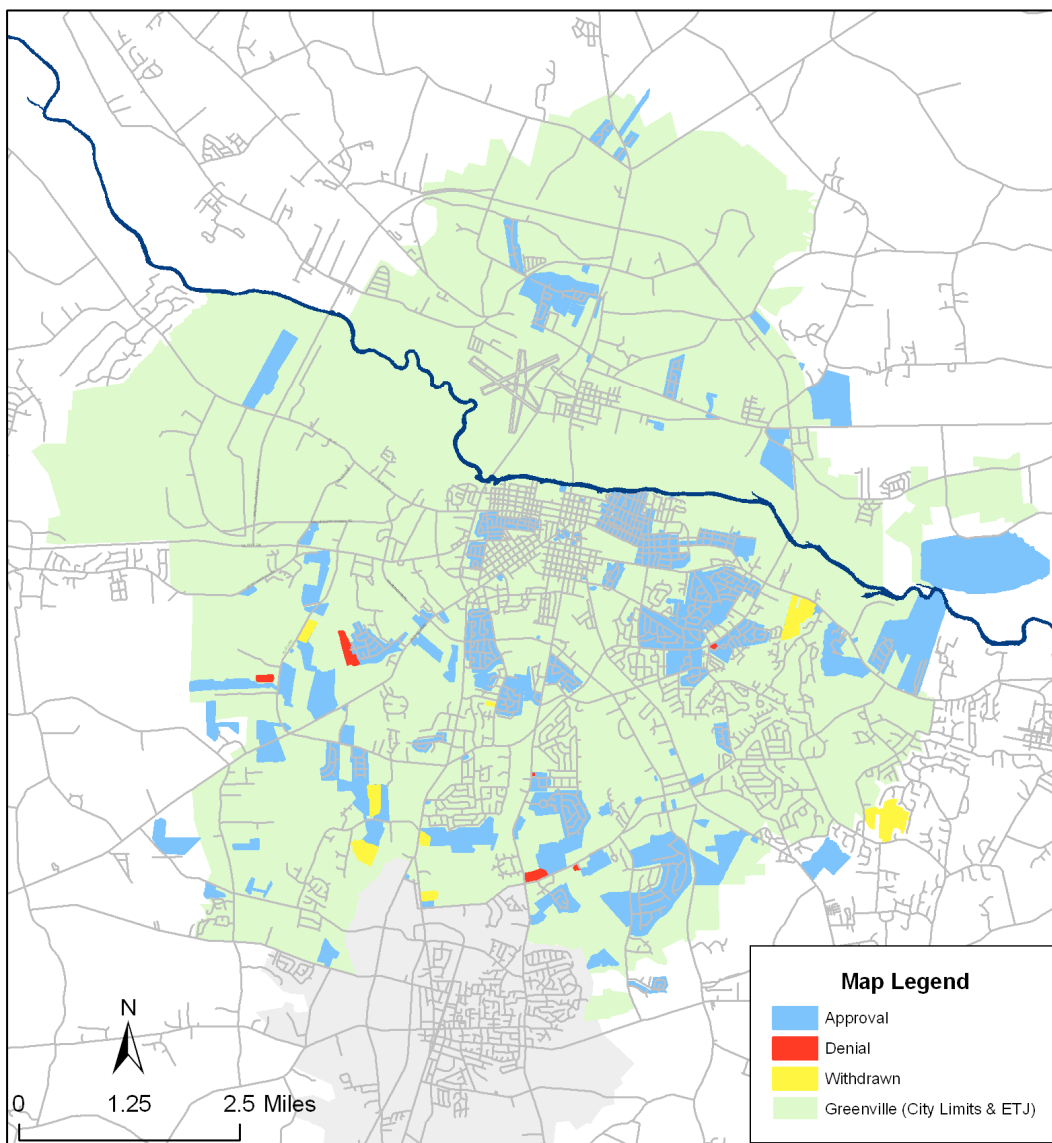 Map Legend
Approval
Denial
Withdrawn
Greenville (City Limits & ETJ)
N
0 1.25 2.5 Miles